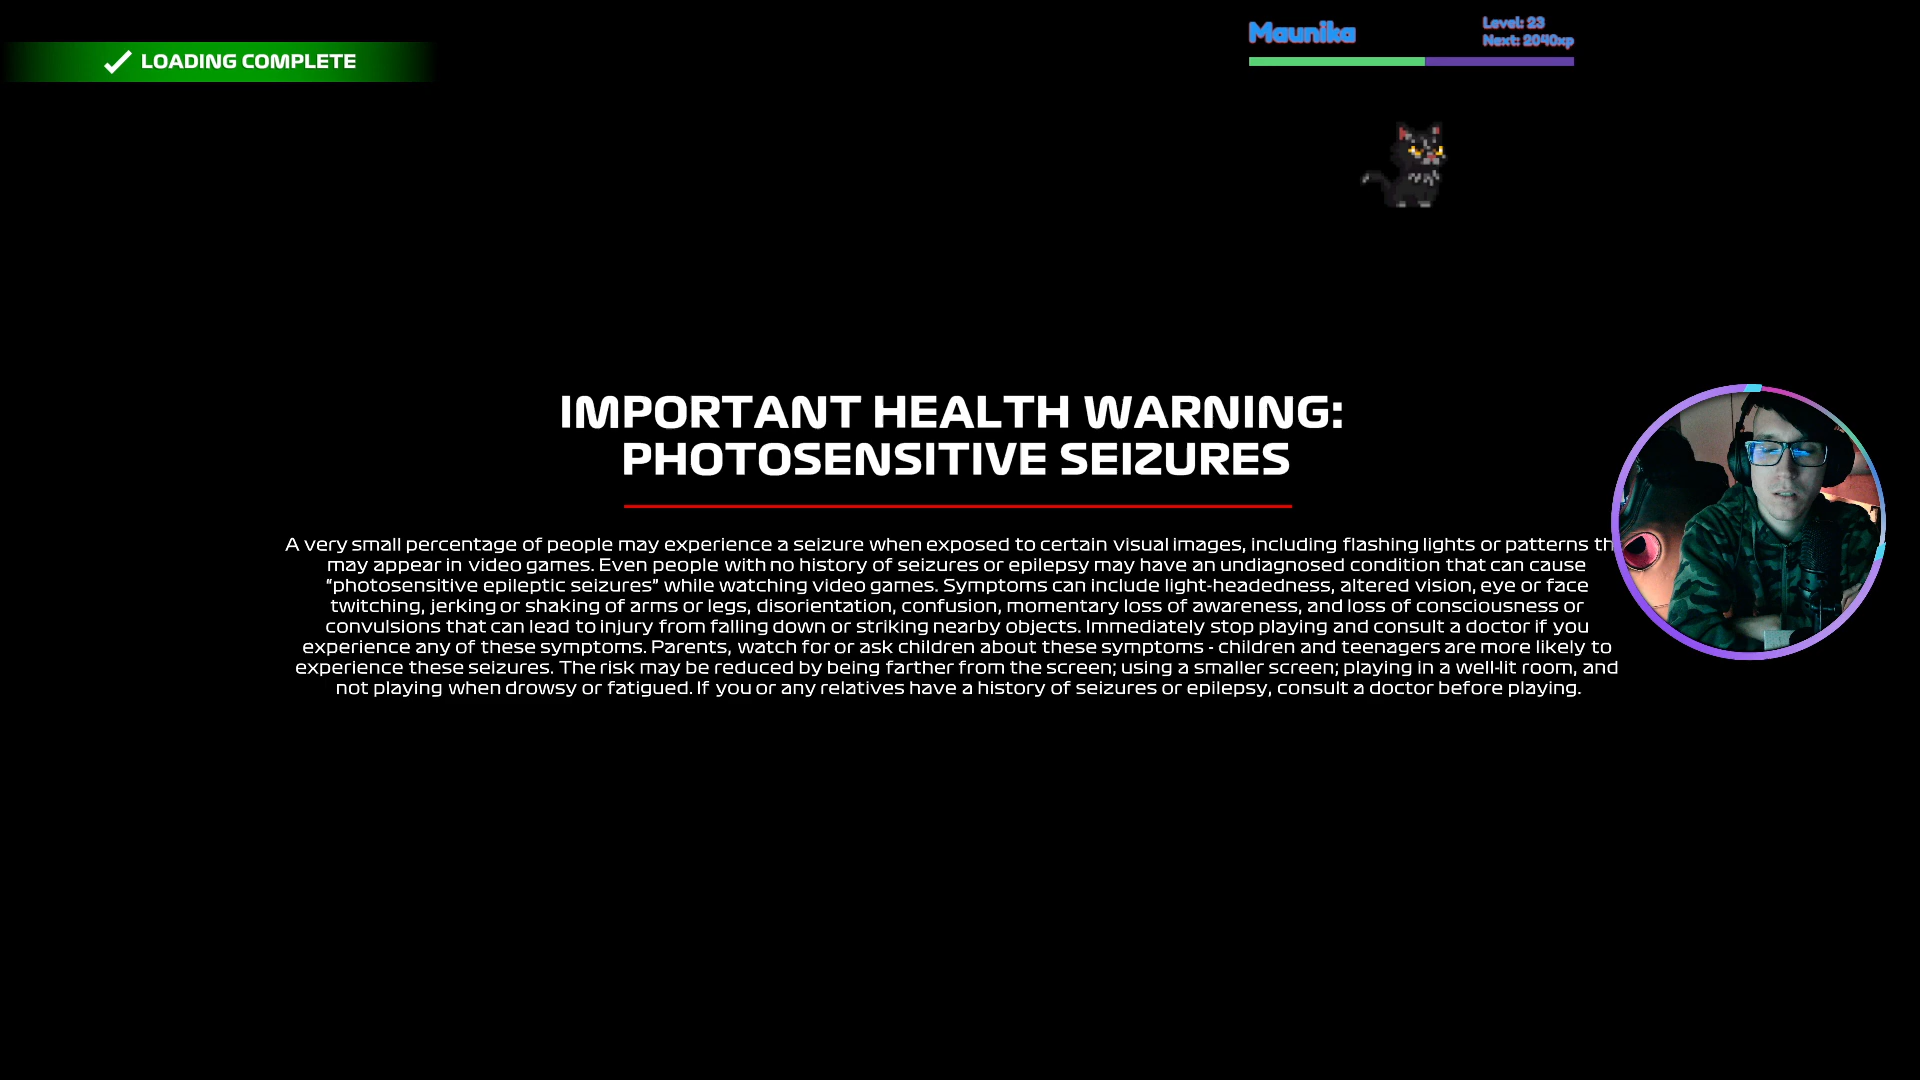 LOADING COMPLETE
Maunika
Level: 23
Next: 2040xp
IMPORTANT HEALTH WARNING:
PHOTOSENSITIVE SEIZURES
A very small percentage of people may experience a seizure when exposed to certain visual images, including flashing lights or patterns th
may appear in video games. Even people with no history of seizures or epilepsy may have an undiagnosed condition that can cause
“photosensitive epileptic seizures” while watching video games. Symptoms can include light-headedness, altered vision, eye or face
twitching, jerking or shaking of arms or legs, disorientation, confusion, momentary loss of awareness, and loss of consciousness or
convulsions that can lead to injury from falling down or striking nearby objects. Immediately stop playing and consult a doctor if you
experience any of these symptoms. Parents, watch for or ask children about these symptoms - children and teenagers are more likely to
experience these seizures. The risk may be reduced by being farther from the screen; using a smaller screen; playing in a well-lit room, and
not playing when drowsy or fatigued. If you or any relatives have a history of seizures or epilepsy, consult a doctor before playing.